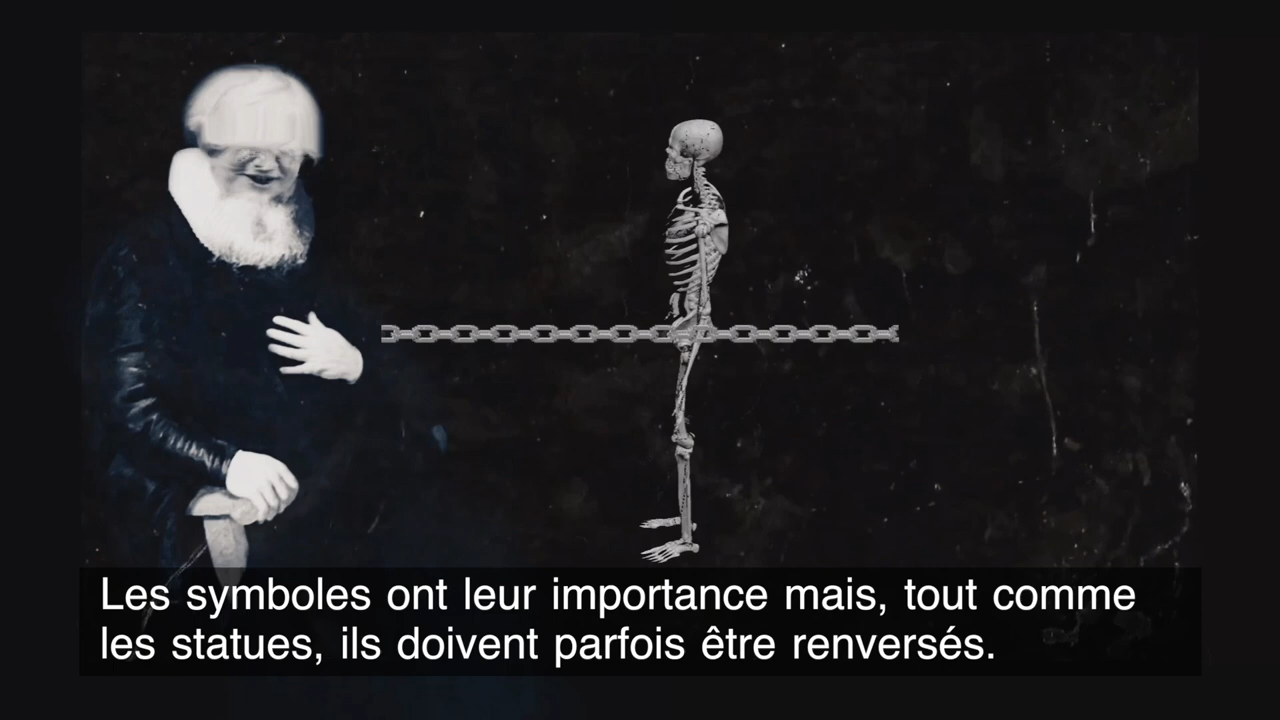 Les symboles ont leur importance mais, tout comme
les statues, ils doivent parfois être renversés.